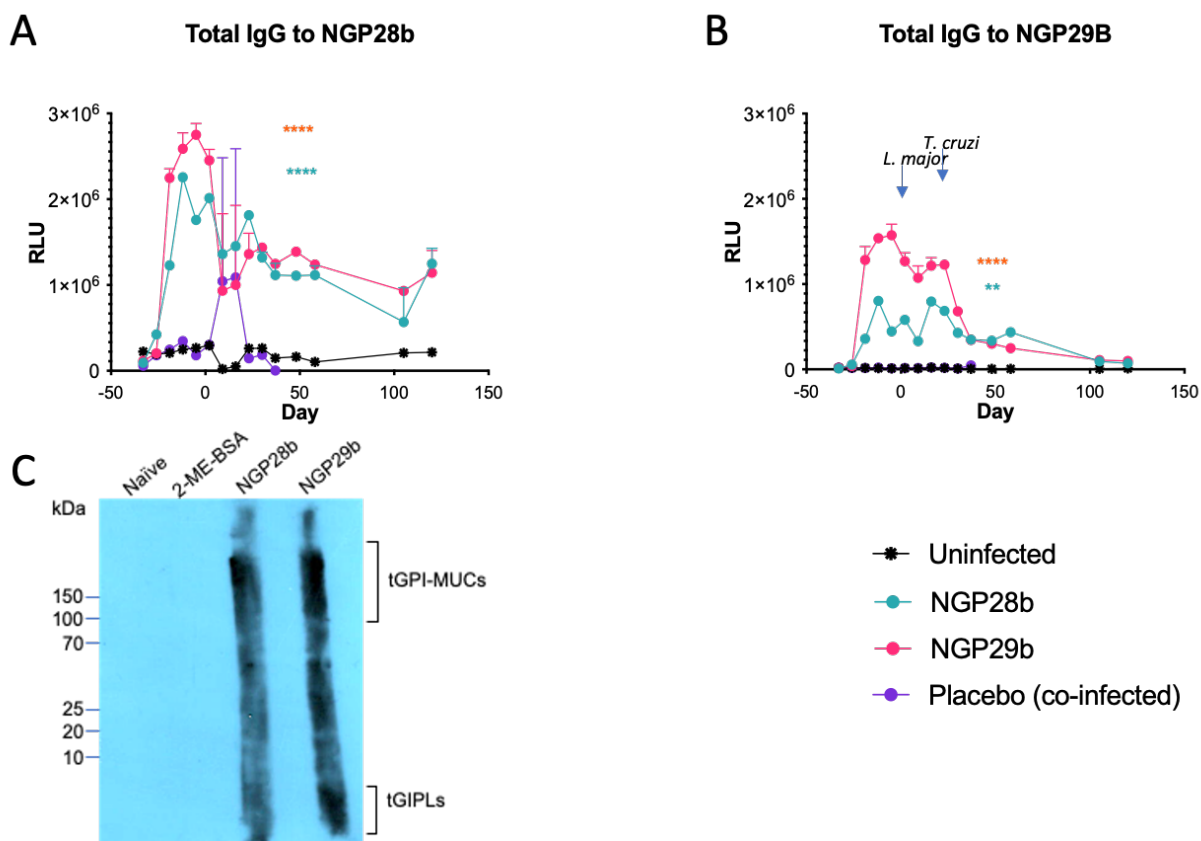 A
Total IgG to NGP28b
3×10⁶
2×10⁶
1×10⁶
0
RLU
****
****
-50
0
50
100
150
Day
B
Total IgG to NGP29B
3×10⁶
2×10⁶
1×10⁶
0
RLU
T. cruzi
L. major
****
**
-50
0
50
100
150
Day
C
Naïve
2-ME-BSA
NGP28b
NGP29b
kDa
150
100
70
25
20
10
tGPI-MUCs
tGIPLs
Uninfected
NGP28b
NGP29b
Placebo (co-infected)